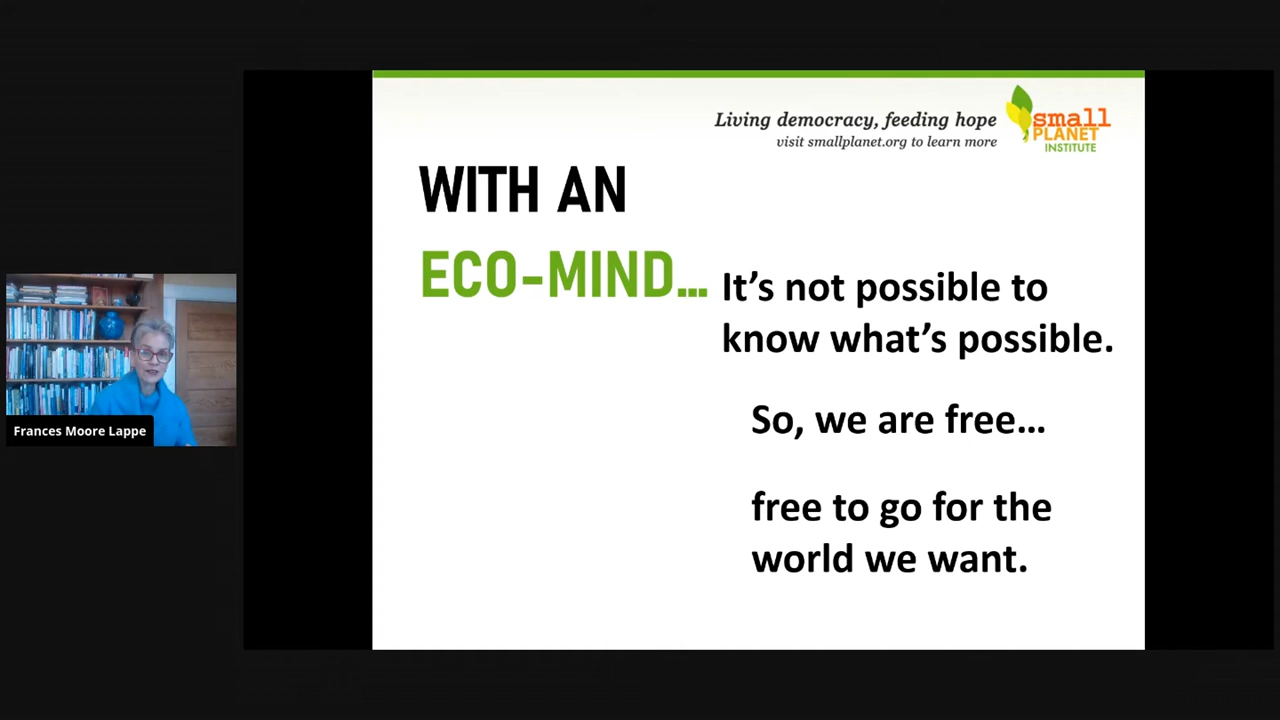 Living democracy, feeding hope
visit smallplanet.org to learn more
small
PLANET
INSTITUTE
WITH AN
ECO-MIND...
It’s not possible to
know what’s possible.
So, we are free...
free to go for the
world we want.
Frances Moore Lappe